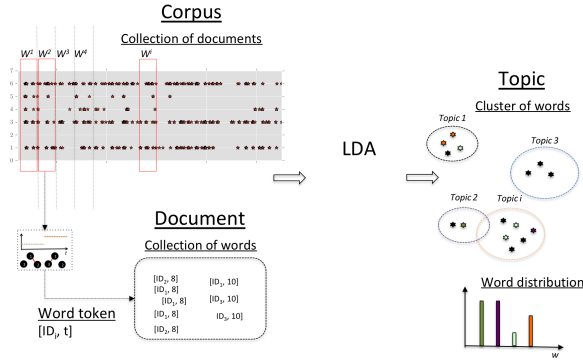 Corpus
Collection of documents
W¹ W² W³ W⁴ Wⁱ
7
6
5
4
3
2
1
0
LDA
Topic
Cluster of words
Topic 1
Topic 3
Topic 2
Topic i
Word distribution
w
t
Word token
[IDᵢ, t]
Document
Collection of words
[ID₂, 8]
[ID₁, 8]
[ID₁, 8]
[ID₁, 8]
[ID₂, 8]
[ID₁, 10]
[ID₃, 10]
ID₃, 10]